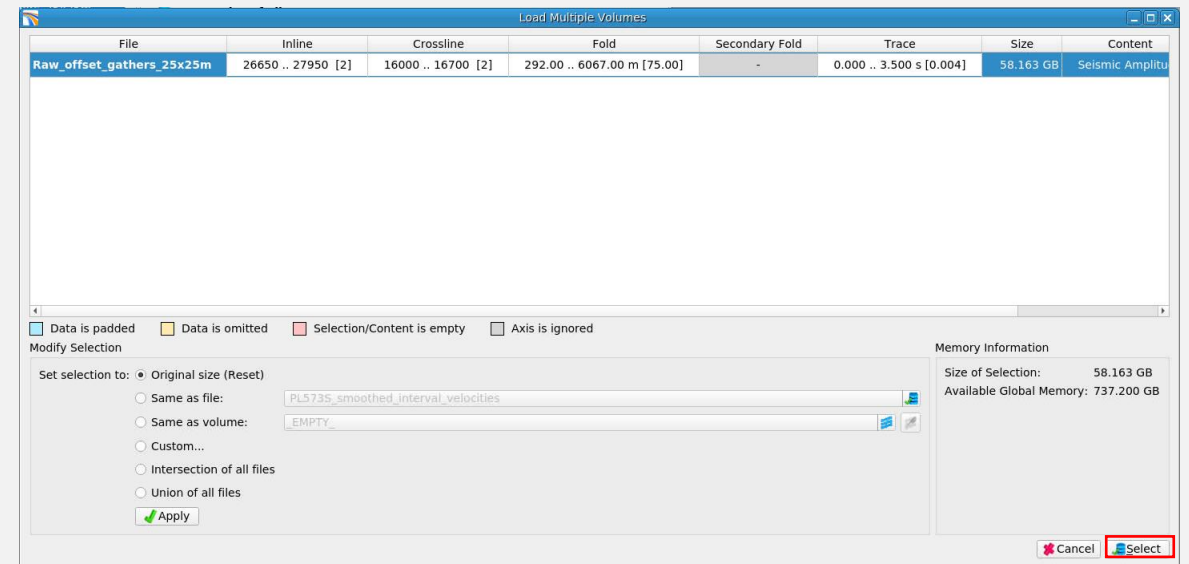 Load Multiple Volumes
File Inline Crossline Fold Secondary Fold Trace Size Content
Raw_offset_gathers_25x25m 26650 .. 27950 [2] 16000 .. 16700 [2] 292.00 .. 6067.00 m [75.00] - 0.000 .. 3.500 s [0.004] 58.163 GB Seismic Amplitu
Data is padded Data is omitted Selection/Content is empty Axis is ignored
Modify Selection Memory Information
Set selection to: Original size (Reset) Size of Selection: 58.163 GB
Same as file: PL573S_smoothed_interval_velocities Available Global Memory: 737.200 GB
Same as volume: _EMPTY_
Custom...
Intersection of all files
Union of all files
Apply
Cancel Select